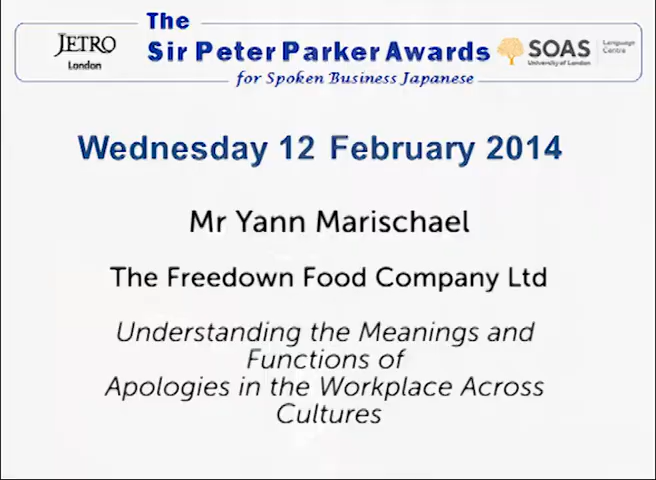 The
JETRO
London
Sir Peter Parker Awards
SOAS
University of London
Language
Centre
for Spoken Business Japanese
Wednesday 12 February 2014
Mr Yann Marischael
The Freedown Food Company Ltd
Understanding the Meanings and
Functions of
Apologies in the Workplace Across
Cultures